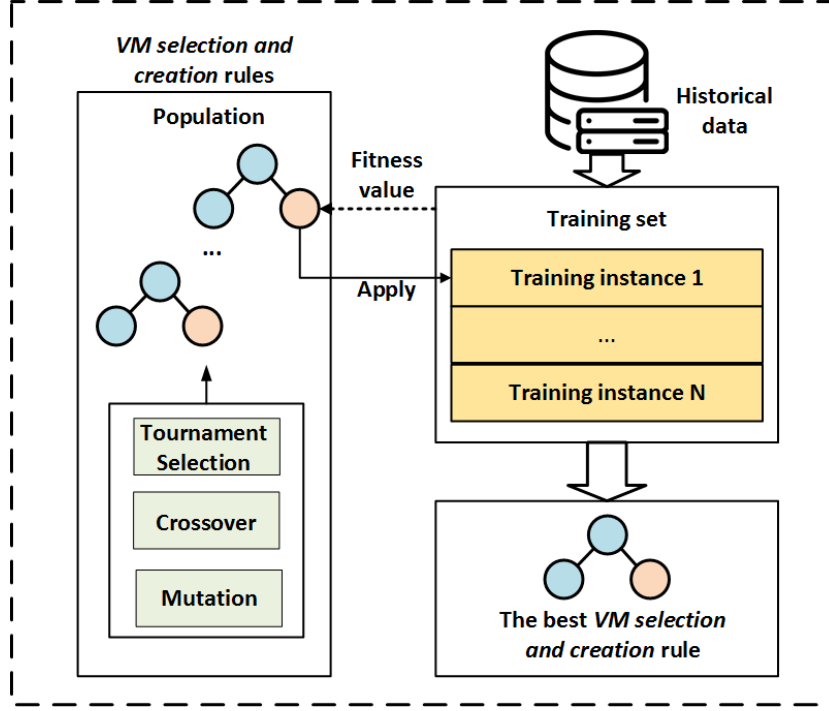 VM selection and
creation rules
Population
...
Tournament
Selection
Crossover
Mutation
Fitness
value
Apply
Historical
data
Training set
Training instance 1
...
Training instance N
The best VM selection
and creation rule